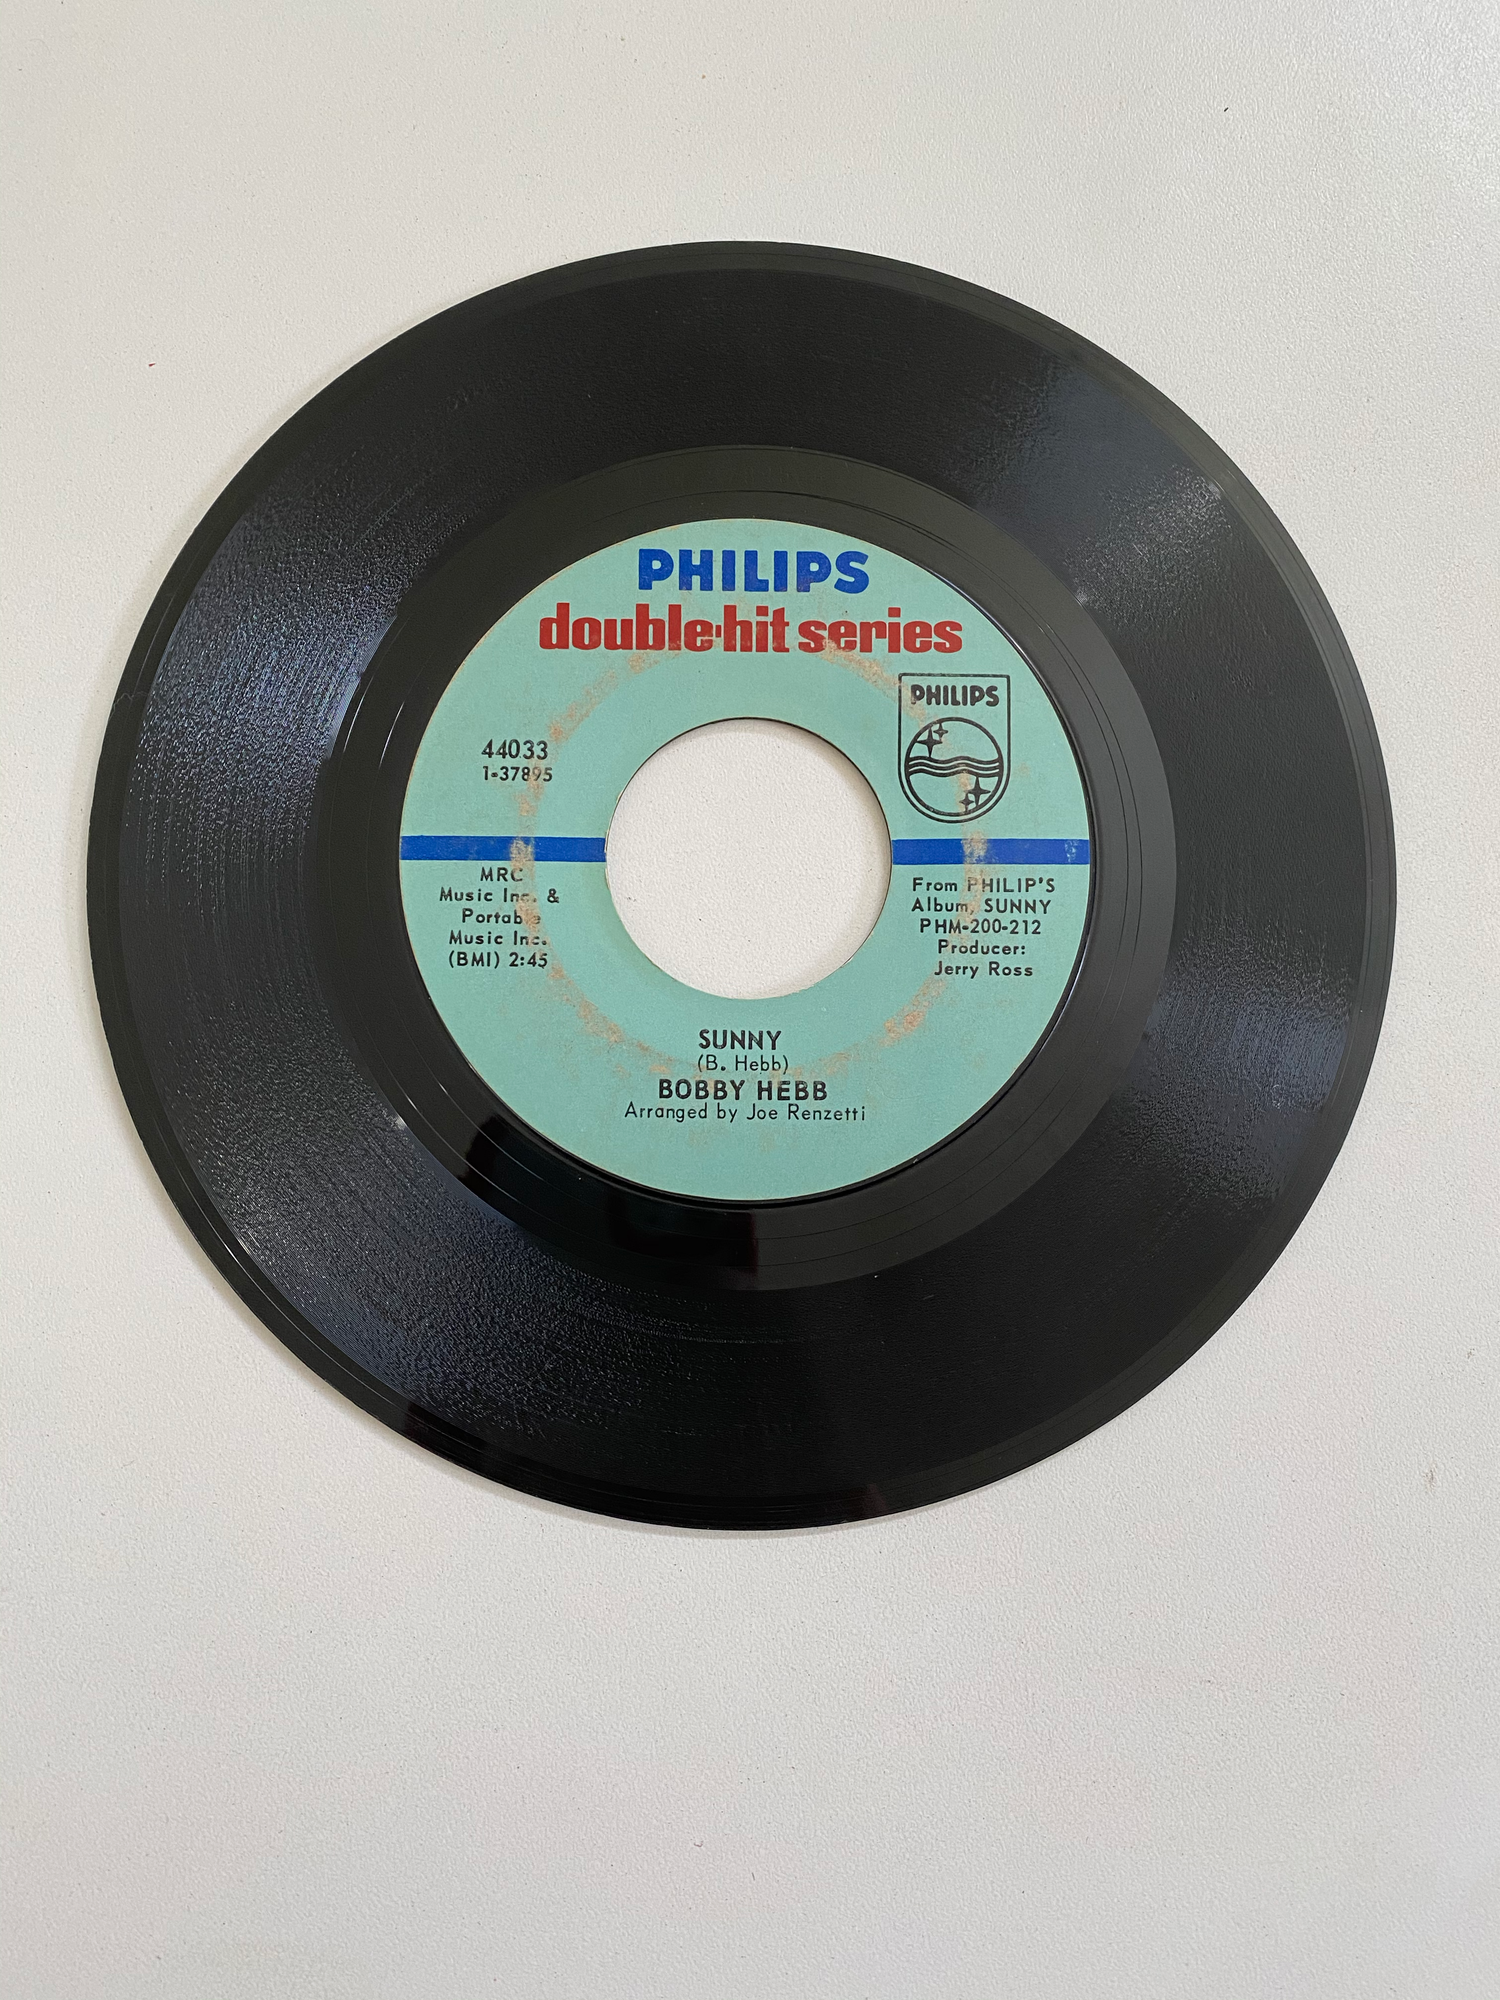 PHILIPS
double·hit series
PHILIPS
44033
1-37895
MRC
Music Inc. &
Portable
Music Inc.
(BMI) 2:45
From PHILIP'S
Album, SUNNY
PHM-200-212
Producer:
Jerry Ross
SUNNY
(B. Hebb)
BOBBY HEBB
Arranged by Joe Renzetti